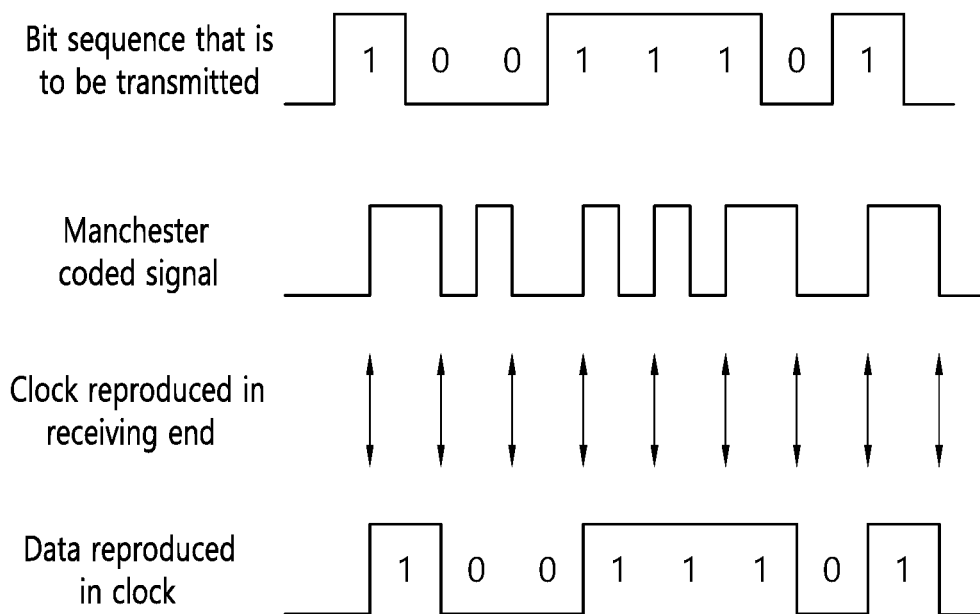 Bit sequence that is
to be transmitted
1 0 0 1 1 1 0 1
Manchester
coded signal
Clock reproduced in
receiving end
Data reproduced
in clock
1 0 0 1 1 1 0 1